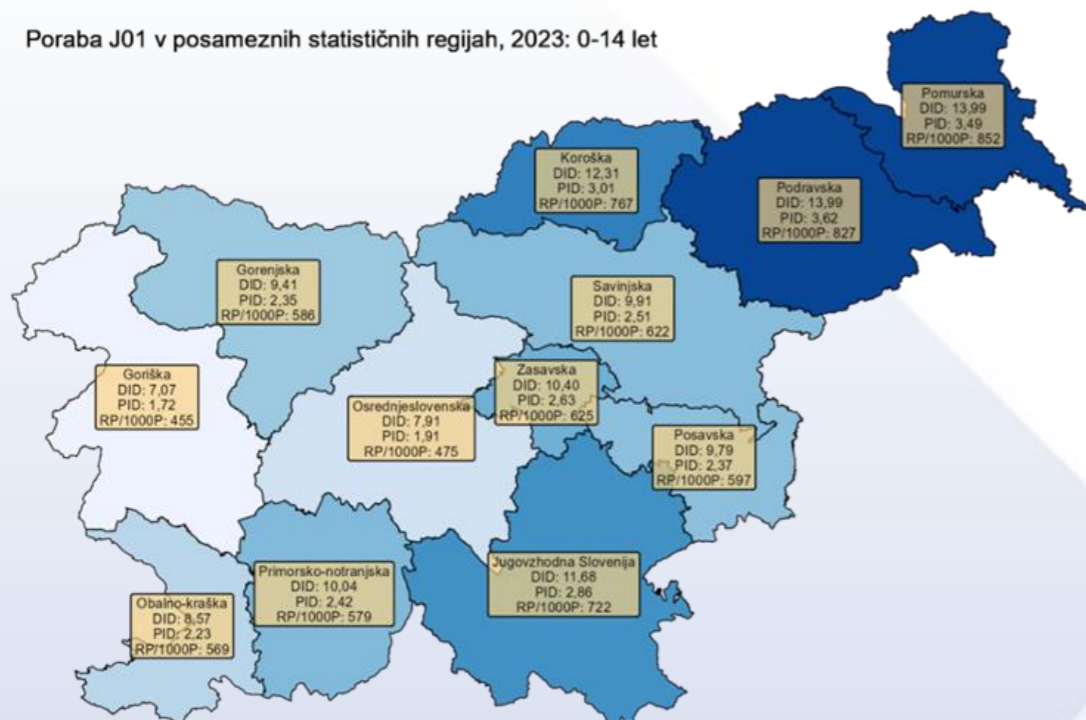 Poraba J01 v posameznih statističnih regijah, 2023: 0-14 let
Pomurska
DID: 13,99
PID: 3,49
RP/1000P: 852
Koroška
DID: 12,31
PID: 3,01
RP/1000P: 767
Podravska
DID: 13,99
PID: 3,62
RP/1000P: 827
Gorenjska
DID: 9,41
PID: 2,35
RP/1000P: 586
Savinjska
DID: 9,91
PID: 2,51
RP/1000P: 622
Goriška
DID: 7,07
PID: 1,72
RP/1000P: 455
Osrednjeslovenska
DID: 7,91
PID: 1,91
RP/1000P: 475
Zasavska
DID: 10,40
PID: 2,63
RP/1000P: 625
Posavska
DID: 9,79
PID: 2,37
RP/1000P: 597
Obalno-kraška
DID: 8,57
PID: 2,23
RP/1000P: 569
Primorsko-notranjska
DID: 10,04
PID: 2,42
RP/1000P: 579
Jugovzhodna Slovenija
DID: 11,68
PID: 2,86
RP/1000P: 722